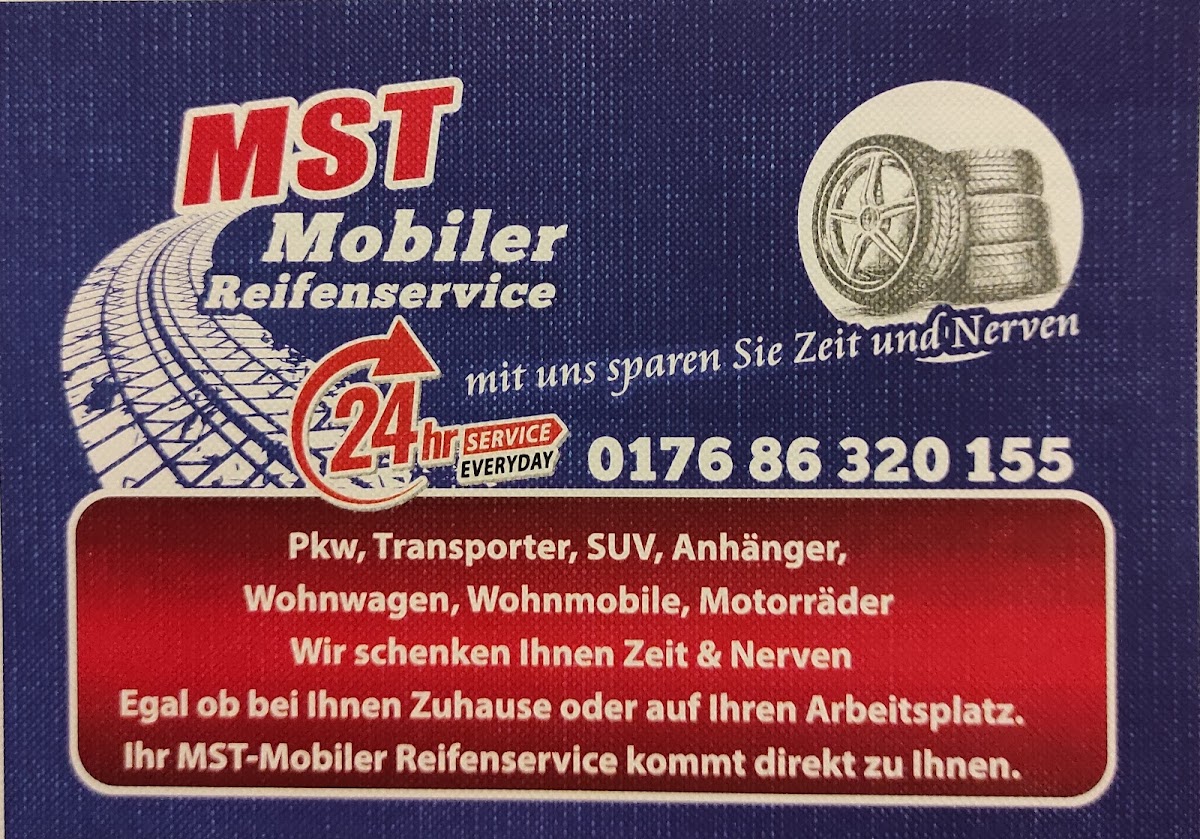 MST
Mobiler
Reifenservice
mit uns sparen Sie Zeit und Nerven
24hr SERVICE
EVERYDAY
0176 86 320 155
Pkw, Transporter, SUV, Anhänger,
Wohnwagen, Wohnmobile, Motorräder
Wir schenken Ihnen Zeit & Nerven
Egal ob bei Ihnen Zuhause oder auf Ihren Arbeitsplatz.
Ihr MST-Mobiler Reifenservice kommt direkt zu Ihnen.